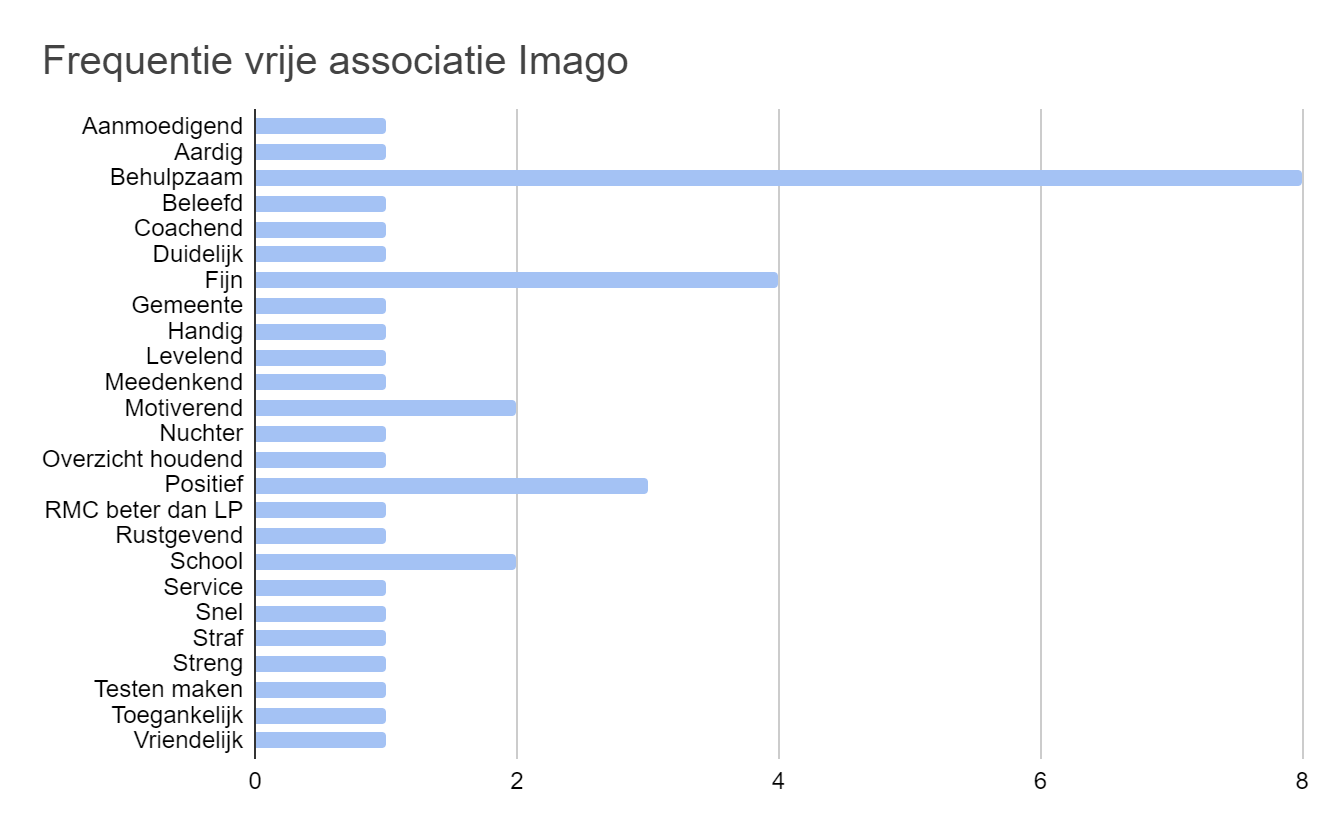 Frequentie vrije associatie Imago
Aanmoedigend
Aardig
Behulpzaam
Beleefd
Coachend
Duidelijk
Fijn
Gemeente
Handig
Levelend
Meedenkend
Motiverend
Nuchter
Overzicht houdend
Positief
RMC beter dan LP
Rustgevend
School
Service
Snel
Straf
Streng
Testen maken
Toegankelijk
Vriendelijk
0 2 4 6 8